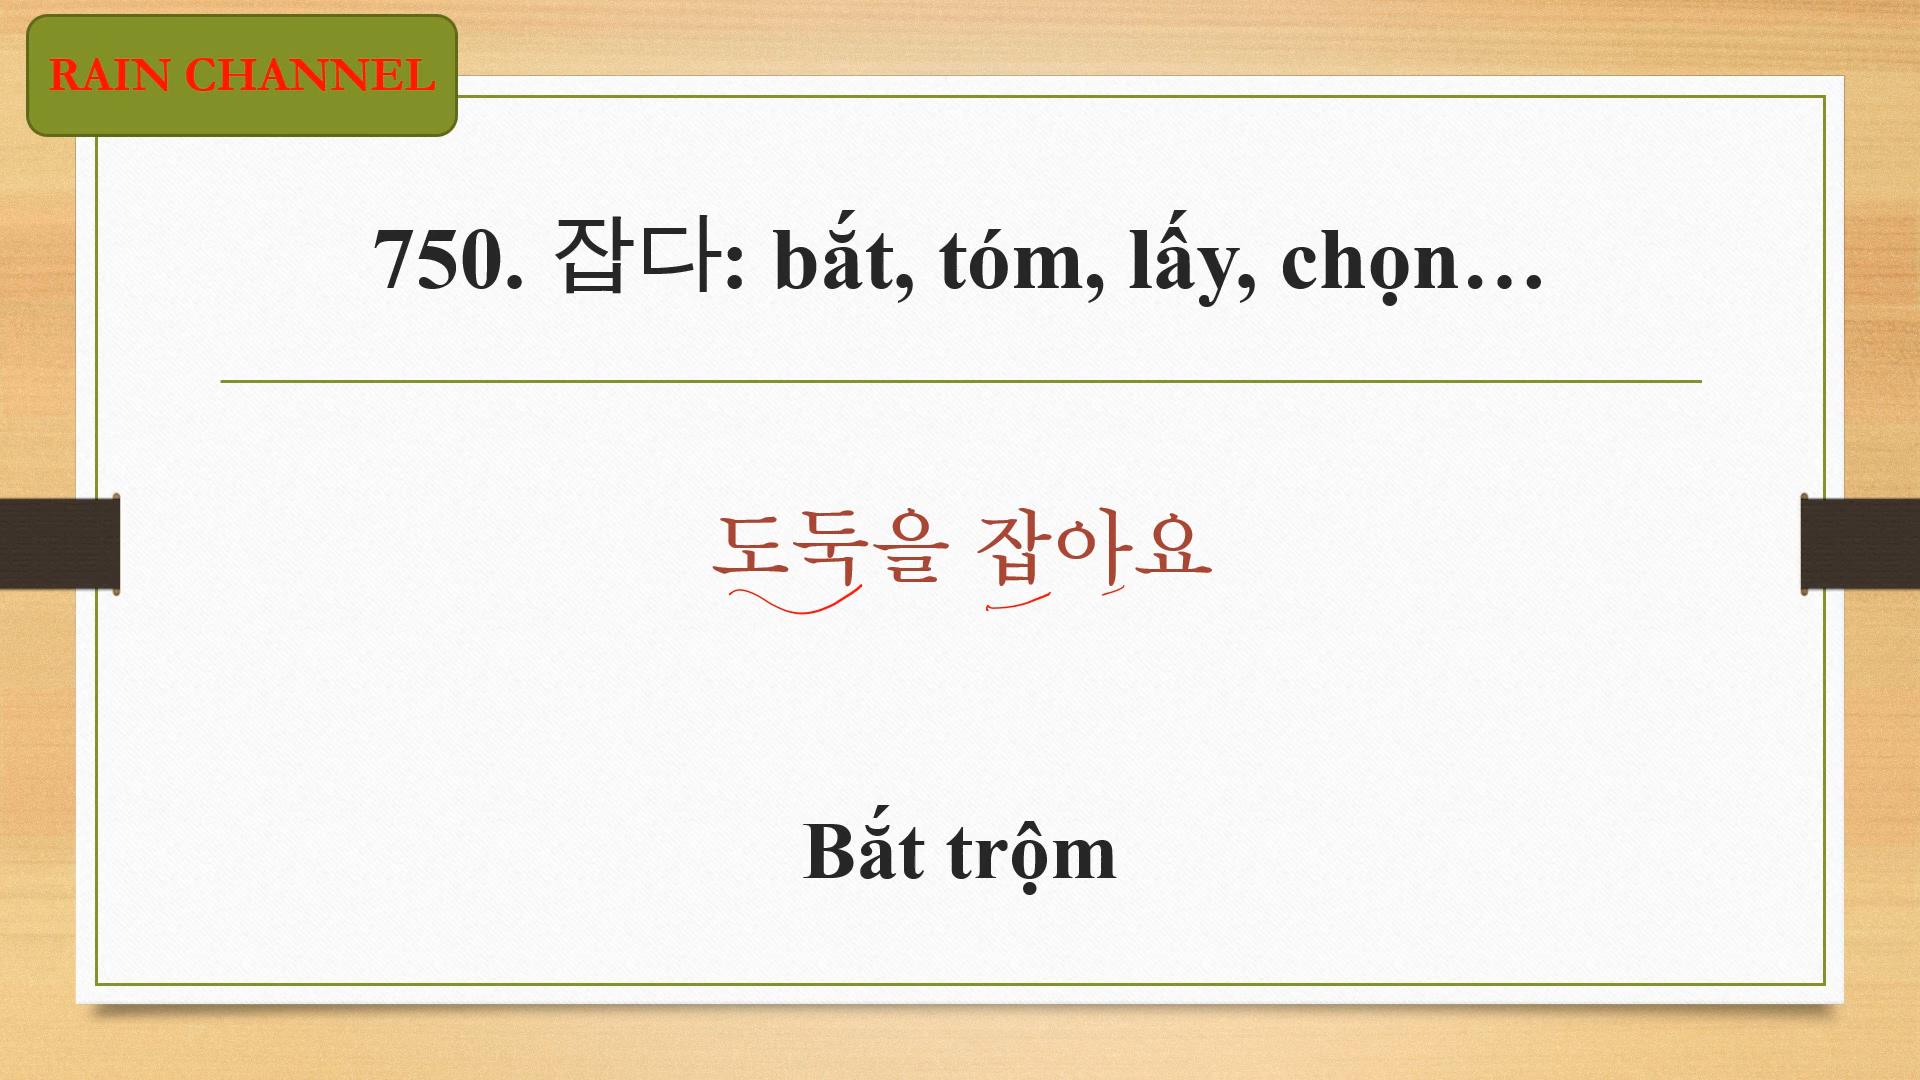 RAIN CHANNEL
750. 잡다: bắt, tóm, lấy, chọn…
도둑을 잡아요
Bắt trộm